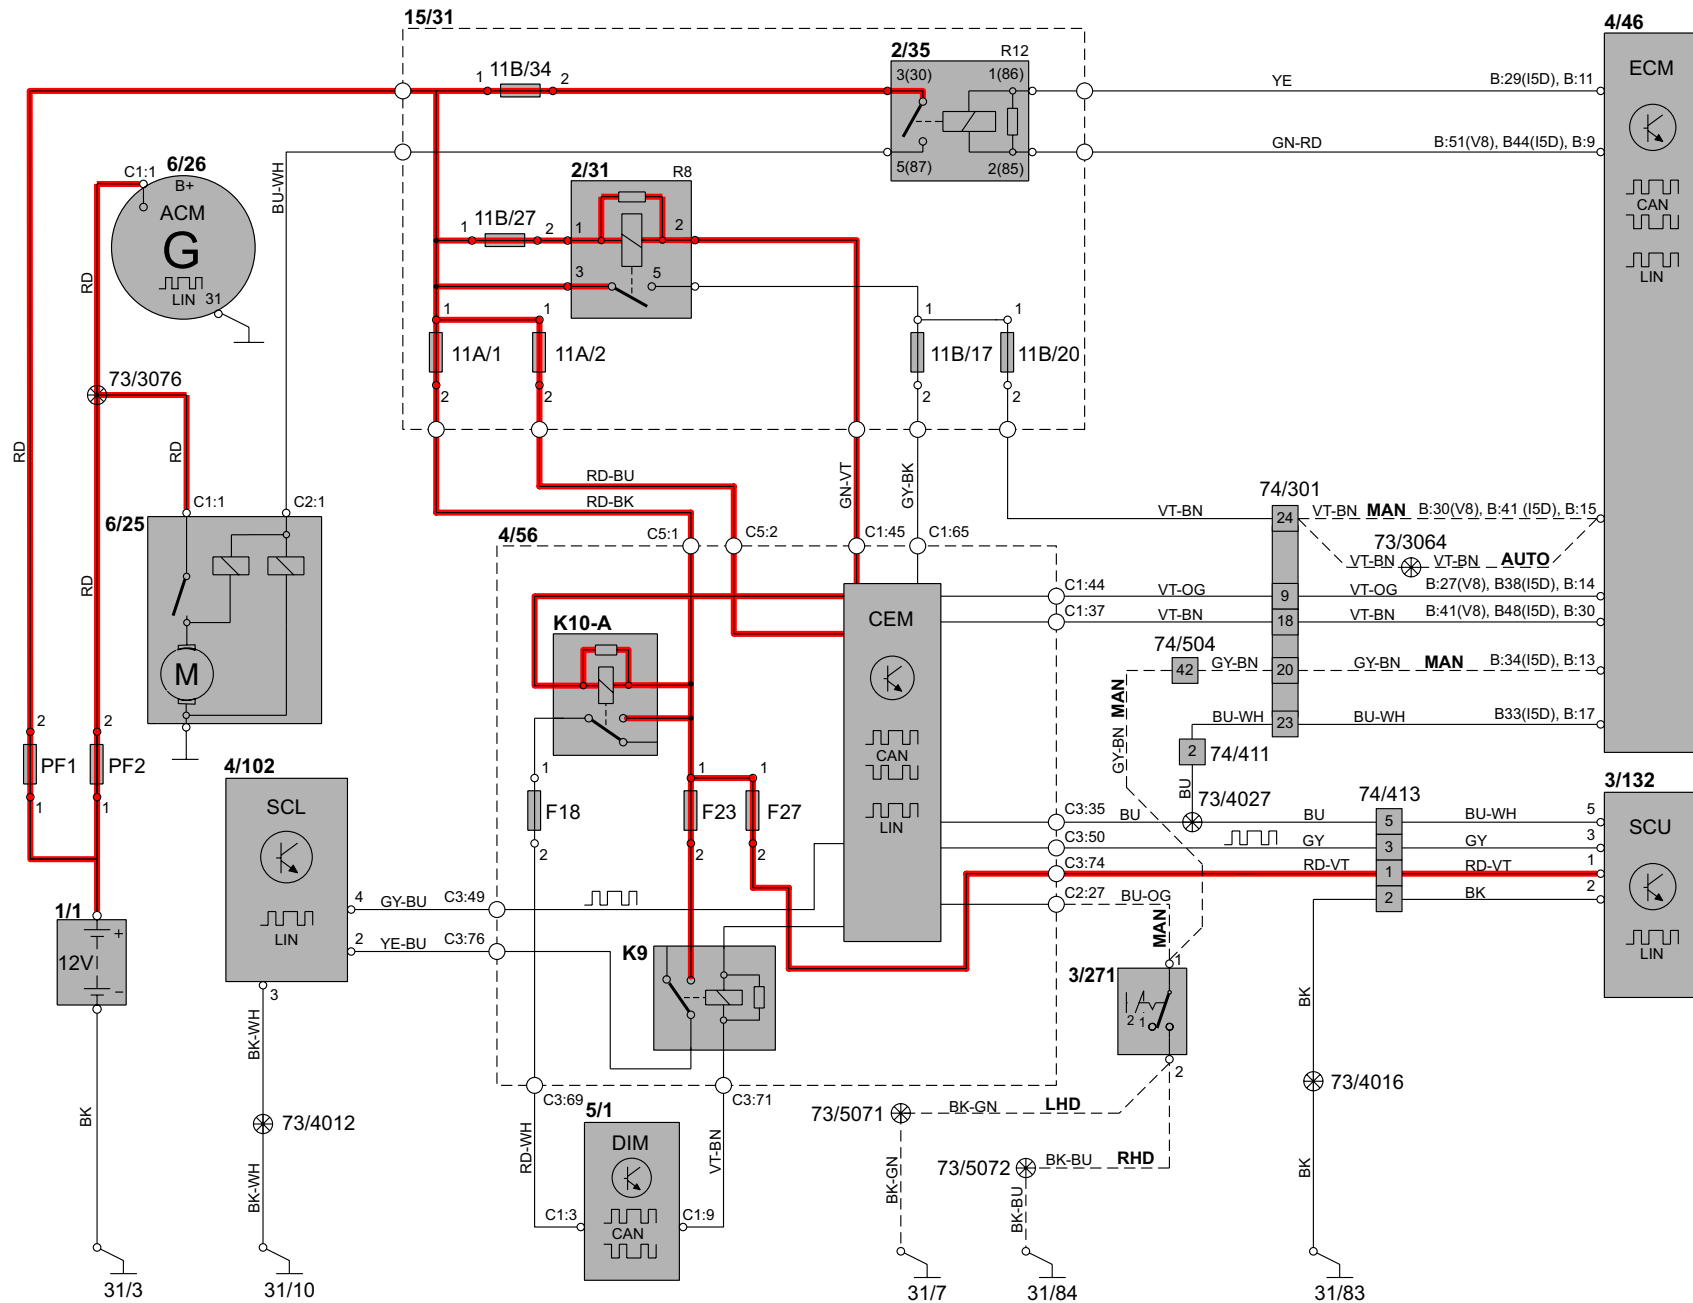 15/31
4/46
2/35 R12
3(30) 1(86)
5(87) 2(85)
1 11B/34 2
YE B:29(I5D), B:11
GN-RD B:51(V8), B44(I5D), B:9
ECM
CAN
LIN
6/26
C1:1
B+
ACM
G
LIN 31
BU-WH
2/31 R8
1 11B/27 2 1 2
3 5
1 1 1 1
11A/1 11A/2 11B/17 11B/20
2 2 2 2
RD
73/3076
RD
RD
RD
RD-BU
RD-BK
GN-VT
GY-BK
C1:1 C2:1
6/25
M
4/56
C5:1 C5:2 C1:45 C1:65
74/301
VT-BN 24 VT-BN MAN B:30(V8), B:41 (I5D), B:15
73/3064
VT-BN VT-BN AUTO
C1:44 VT-OG 9 VT-OG B:27(V8), B38(I5D), B:14
C1:37 VT-BN 18 VT-BN B:41(V8), B48(I5D), B:30
74/504
42 GY-BN 20 GY-BN MAN B:34(I5D), B:13
GY-BN MAN
BU-WH 23 BU-WH B33(I5D), B:17
2 74/411
BU
73/4027
CEM
CAN
LIN
K10-A
RD
2 2
PF1 PF2
1 1
4/102
SCL
LIN
1 1 1
F18 F23 F27
2 2 2
74/413
3/132
C3:35 BU BU 5 BU-WH 5
C3:50 GY 3 GY 3
C3:74 RD-VT 1 RD-VT 1
C2:27 BU-OG 2 BK 2
SCU
LIN
4 GY-BU C3:49
2 YE-BU C3:76
3
1/1
+
12V
−
K9
MAN
1
3/271
2 1
2
BK
BK-WH
BK
C3:69 C3:71
5/1
DIM
CAN
C1:3 C1:9
RD-WH
VT-BN
73/4012
BK-WH
73/5071 BK-GN LHD
BK-GN
73/5072 BK-BU RHD
BK-BU
73/4016
BK
31/3 31/10 31/7 31/84 31/83